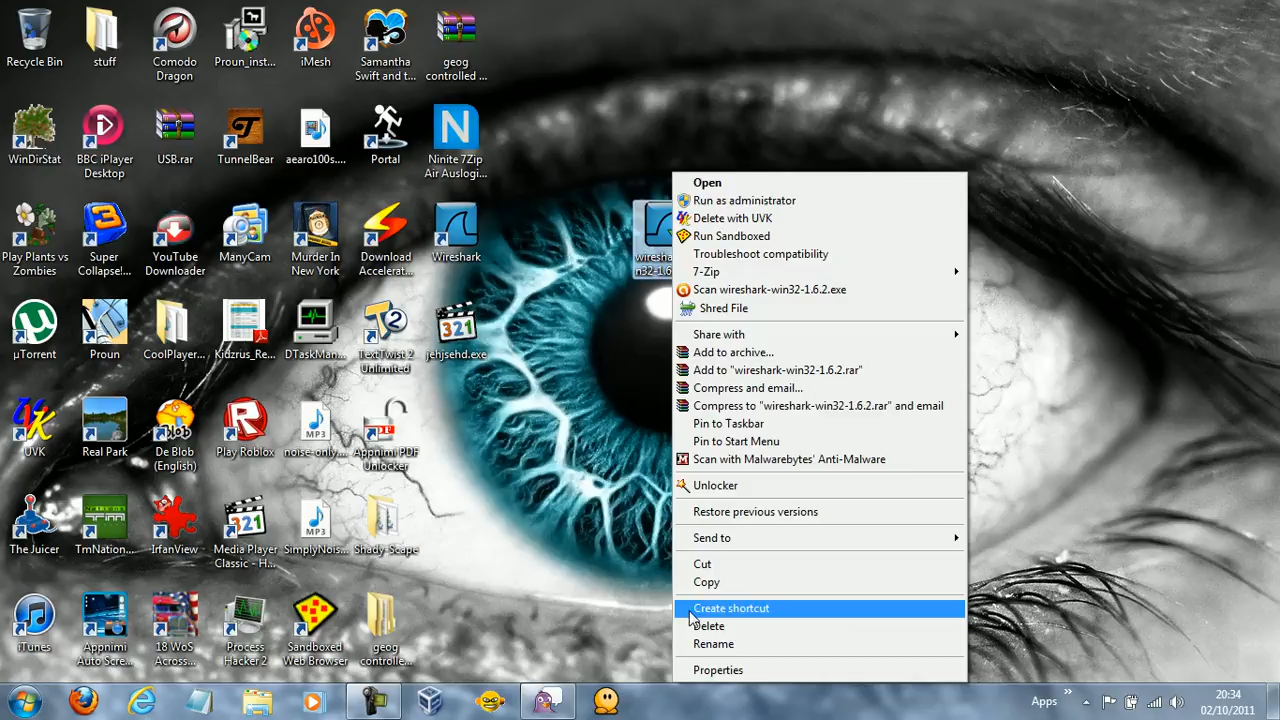 Recycle Bin
stuff
Comodo
Dragon
Proun_inst...
iMesh
Samantha
Swift and t...
geog
controlled ...
WinDirStat
BBC iPlayer
Desktop
USB.rar
TunnelBear
aearo100s....
Portal
Ninite 7Zip
Air Auslogi...
Play Plants vs
Zombies
Super
Collapse!...
YouTube
Downloader
ManyCam
Murder In
New York
Download
Accelerat...
Wireshark
wiresh
n32-1.6
µTorrent
Proun
CoolPlayer...
Kidzrus_Re...
DTaskMan...
TextTwist 2
Unlimited
jehjsehd.exe
UVK
Real Park
De Blob
(English)
Play Roblox
noise-only...
Appnimi PDF
Unlocker
The Juicer
TmNation...
IrfanView
Media Player
Classic - H...
SimplyNois...
Shady-Scape
iTunes
Appnimi
Auto Scre...
18 WoS
Across...
Process
Hacker 2
Sandboxed
Web Browser
geog
controlle...
Open
Run as administrator
Delete with UVK
Run Sandboxed
Troubleshoot compatibility
7-Zip
Scan wireshark-win32-1.6.2.exe
Shred File
Share with
Add to archive...
Add to "wireshark-win32-1.6.2.rar"
Compress and email...
Compress to "wireshark-win32-1.6.2.rar" and email
Pin to Taskbar
Pin to Start Menu
Scan with Malwarebytes' Anti-Malware
Unlocker
Restore previous versions
Send to
Cut
Copy
Create shortcut
Delete
Rename
Properties
Apps
20:34
02/10/2011